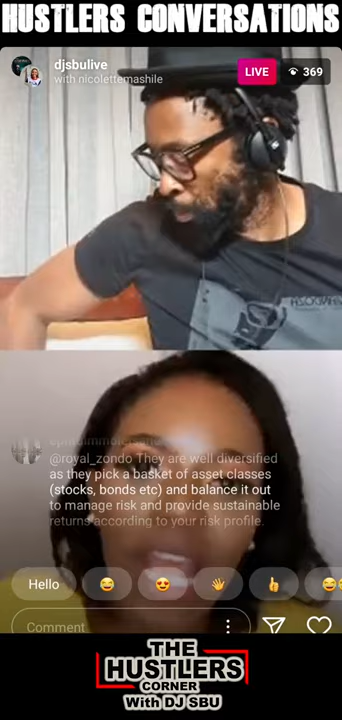 HUSTLERS CONVERSATIONS
djsbulive
with nicolettemashile
LIVE
369
@royal_zondo They are well diversified
as they pick a basket of asset classes
(stocks, bonds etc) and balance it out
to manage risk and provide sustainable
returns according to your risk profile.
Hello
Comment
THE
HUSTLERS
CORNER
With DJ SBU